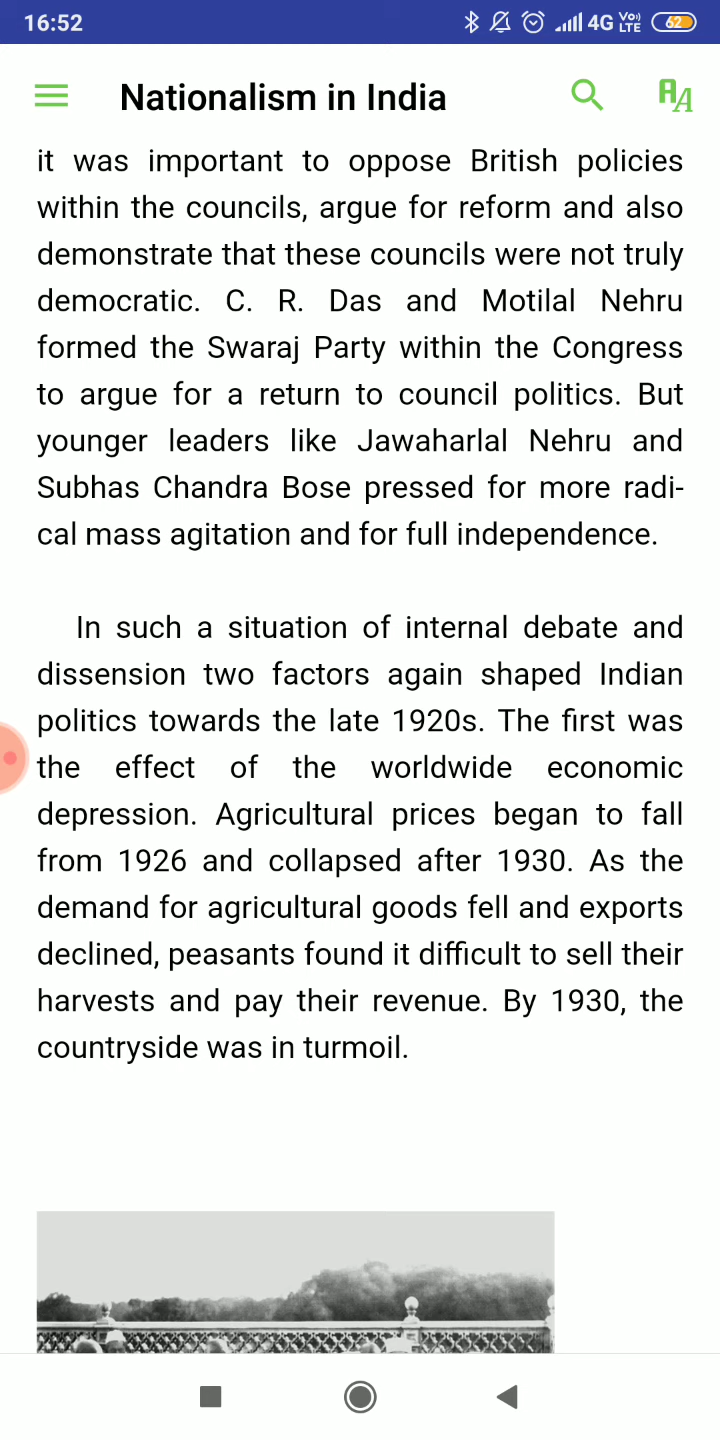 16:52
4G
Vo)
LTE
62
Nationalism in India
A
A
it was important to oppose British policies
within the councils, argue for reform and also
demonstrate that these councils were not truly
democratic. C. R. Das and Motilal Nehru
formed the Swaraj Party within the Congress
to argue for a return to council politics. But
younger leaders like Jawaharlal Nehru and
Subhas Chandra Bose pressed for more radi-
cal mass agitation and for full independence.
In such a situation of internal debate and
dissension two factors again shaped Indian
politics towards the late 1920s. The first was
the effect of the worldwide economic
depression. Agricultural prices began to fall
from 1926 and collapsed after 1930. As the
demand for agricultural goods fell and exports
declined, peasants found it difficult to sell their
harvests and pay their revenue. By 1930, the
countryside was in turmoil.